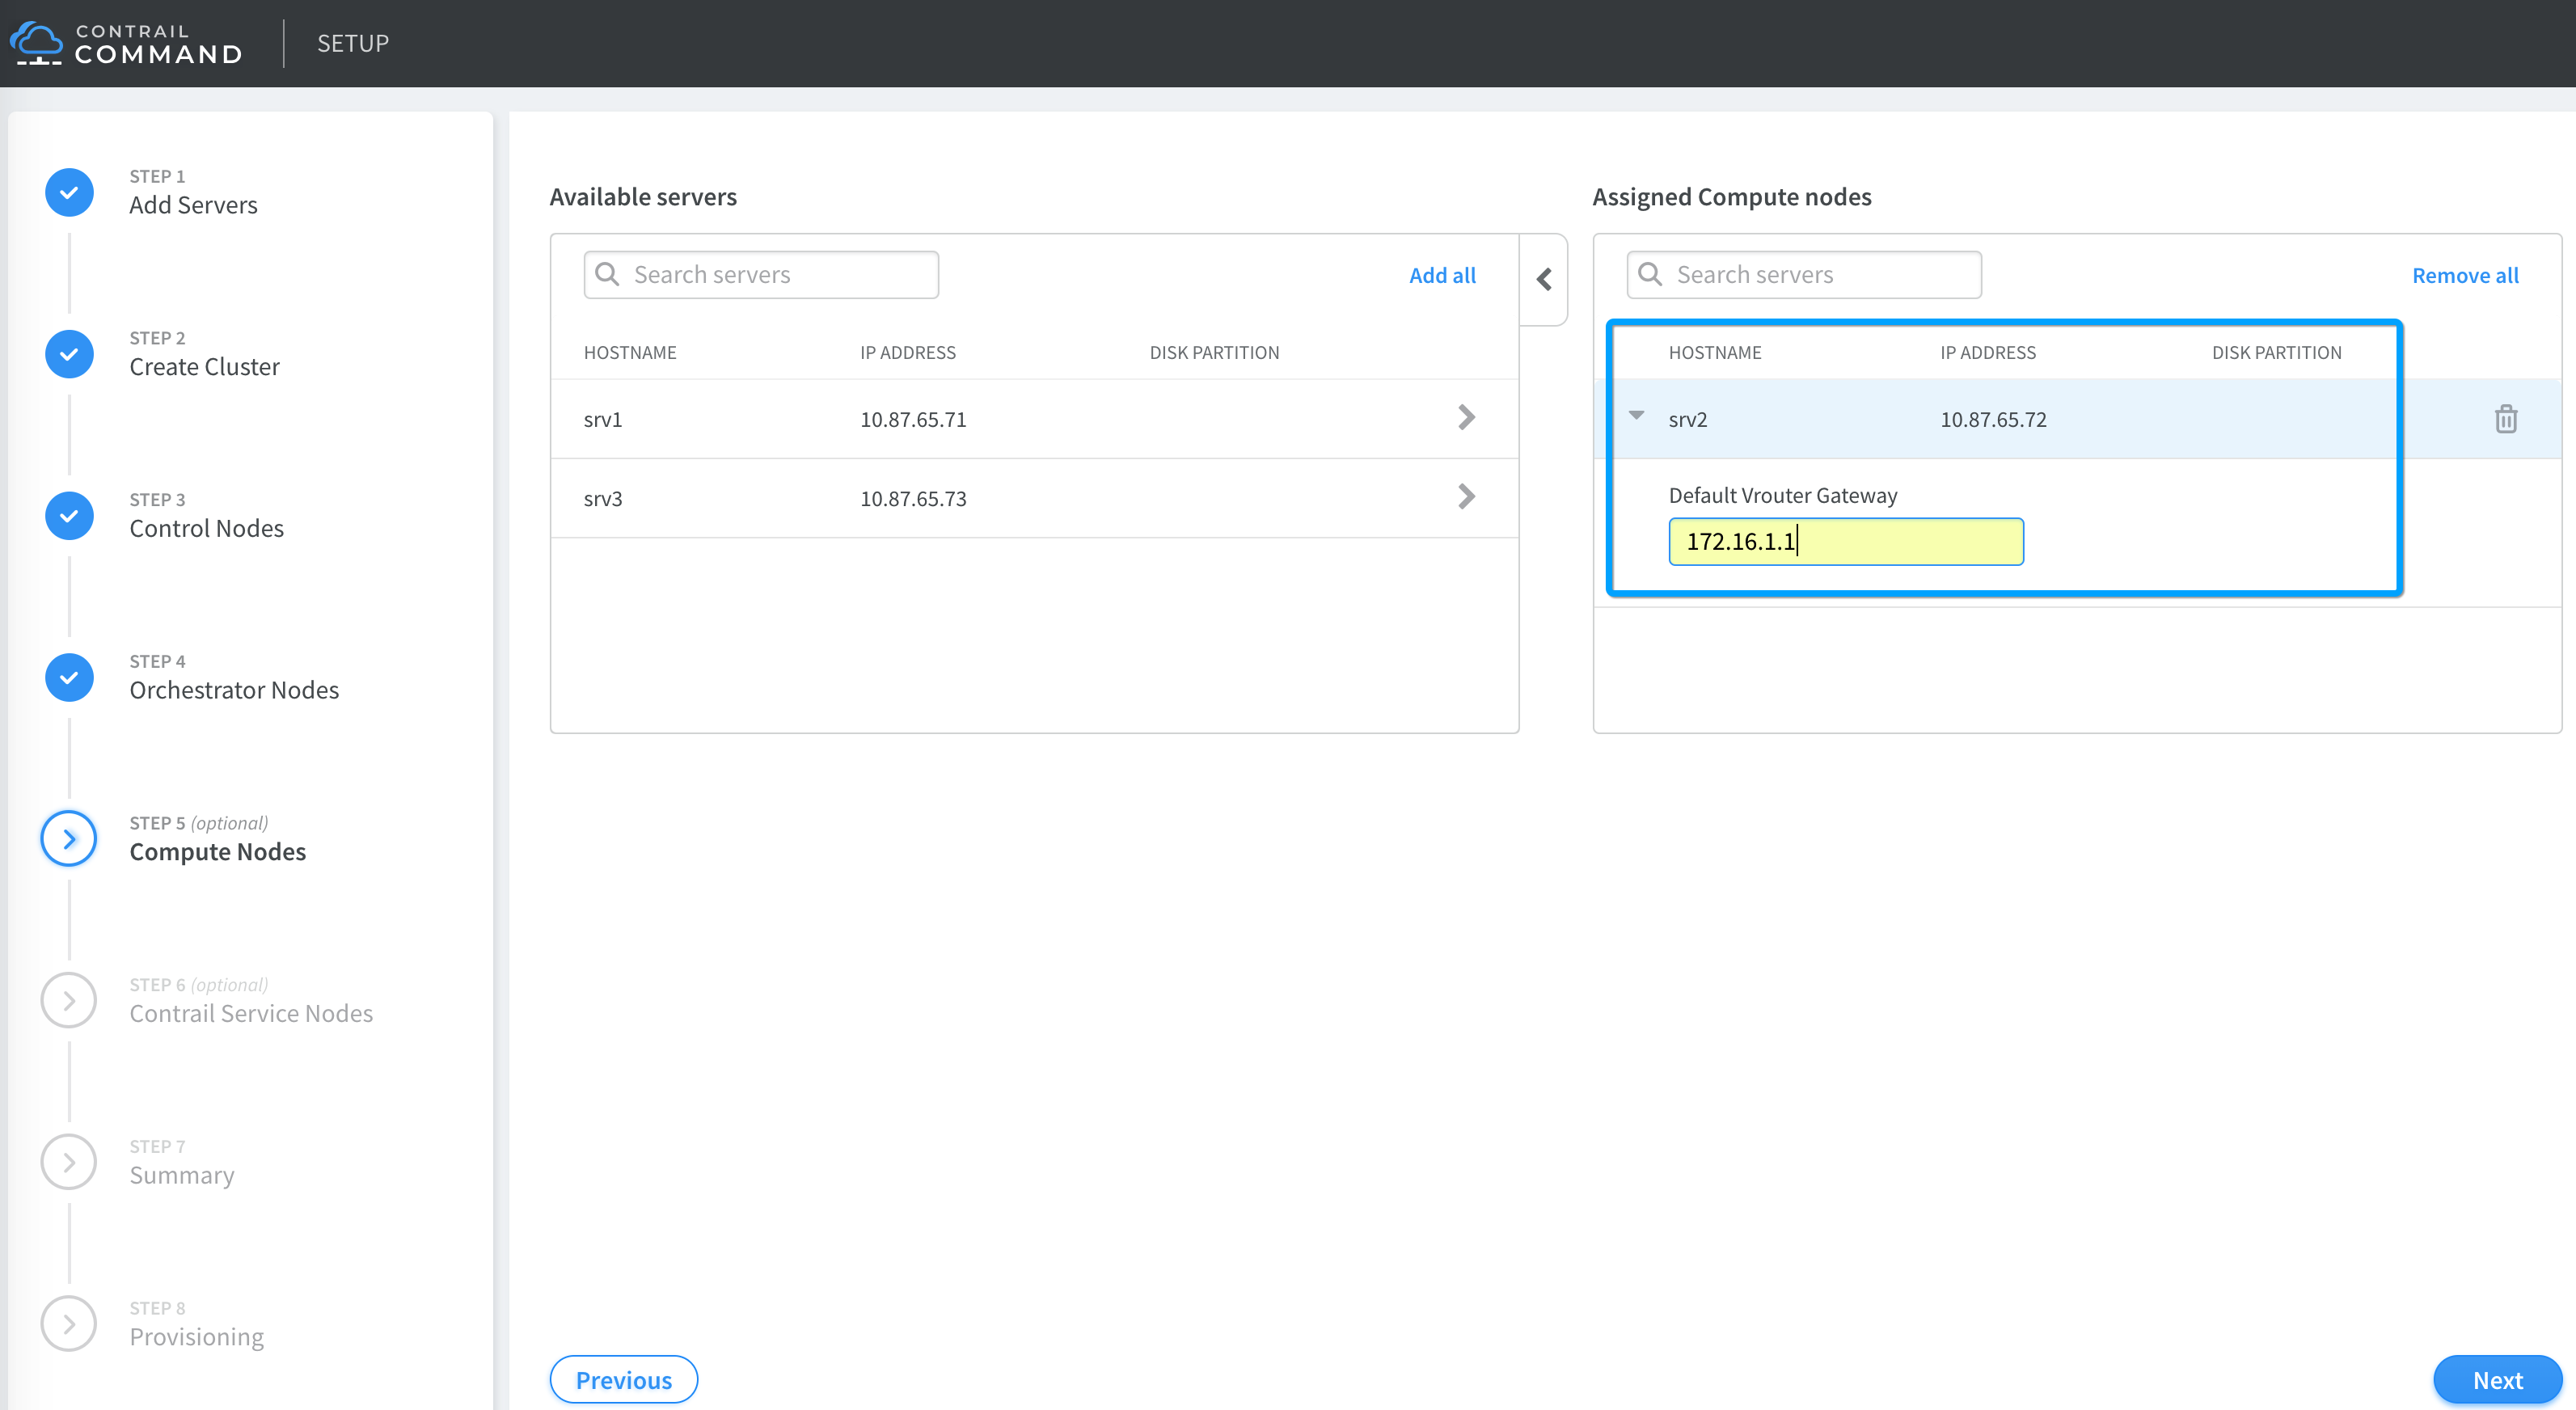 CONTRAIL
COMMAND
SETUP
STEP 1
Add Servers
STEP 2
Create Cluster
STEP 3
Control Nodes
STEP 4
Orchestrator Nodes
STEP 5 (optional)
Compute Nodes
STEP 6 (optional)
Contrail Service Nodes
STEP 7
Summary
STEP 8
Provisioning
Available servers
Search servers
Add all
HOSTNAME IP ADDRESS DISK PARTITION
srv1 10.87.65.71
srv3 10.87.65.73
Assigned Compute nodes
Search servers
Remove all
HOSTNAME IP ADDRESS DISK PARTITION
srv2 10.87.65.72
Default Vrouter Gateway
172.16.1.1
Previous
Next